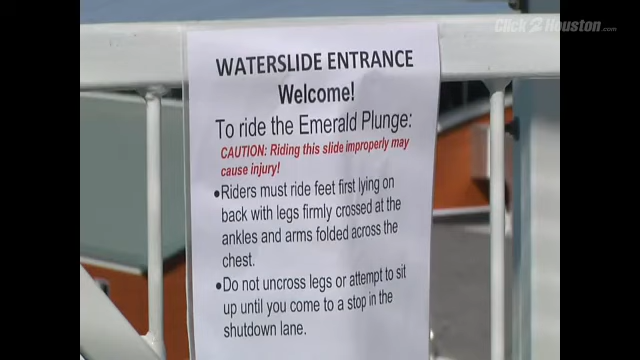 Click2Houston.com
WATERSLIDE ENTRANCE
Welcome!
To ride the Emerald Plunge:
CAUTION: Riding this slide improperly may
cause injury!
•Riders must ride feet first lying on
back with legs firmly crossed at the
ankles and arms folded across the
chest.
•Do not uncross legs or attempt to sit
up until you come to a stop in the
shutdown lane.